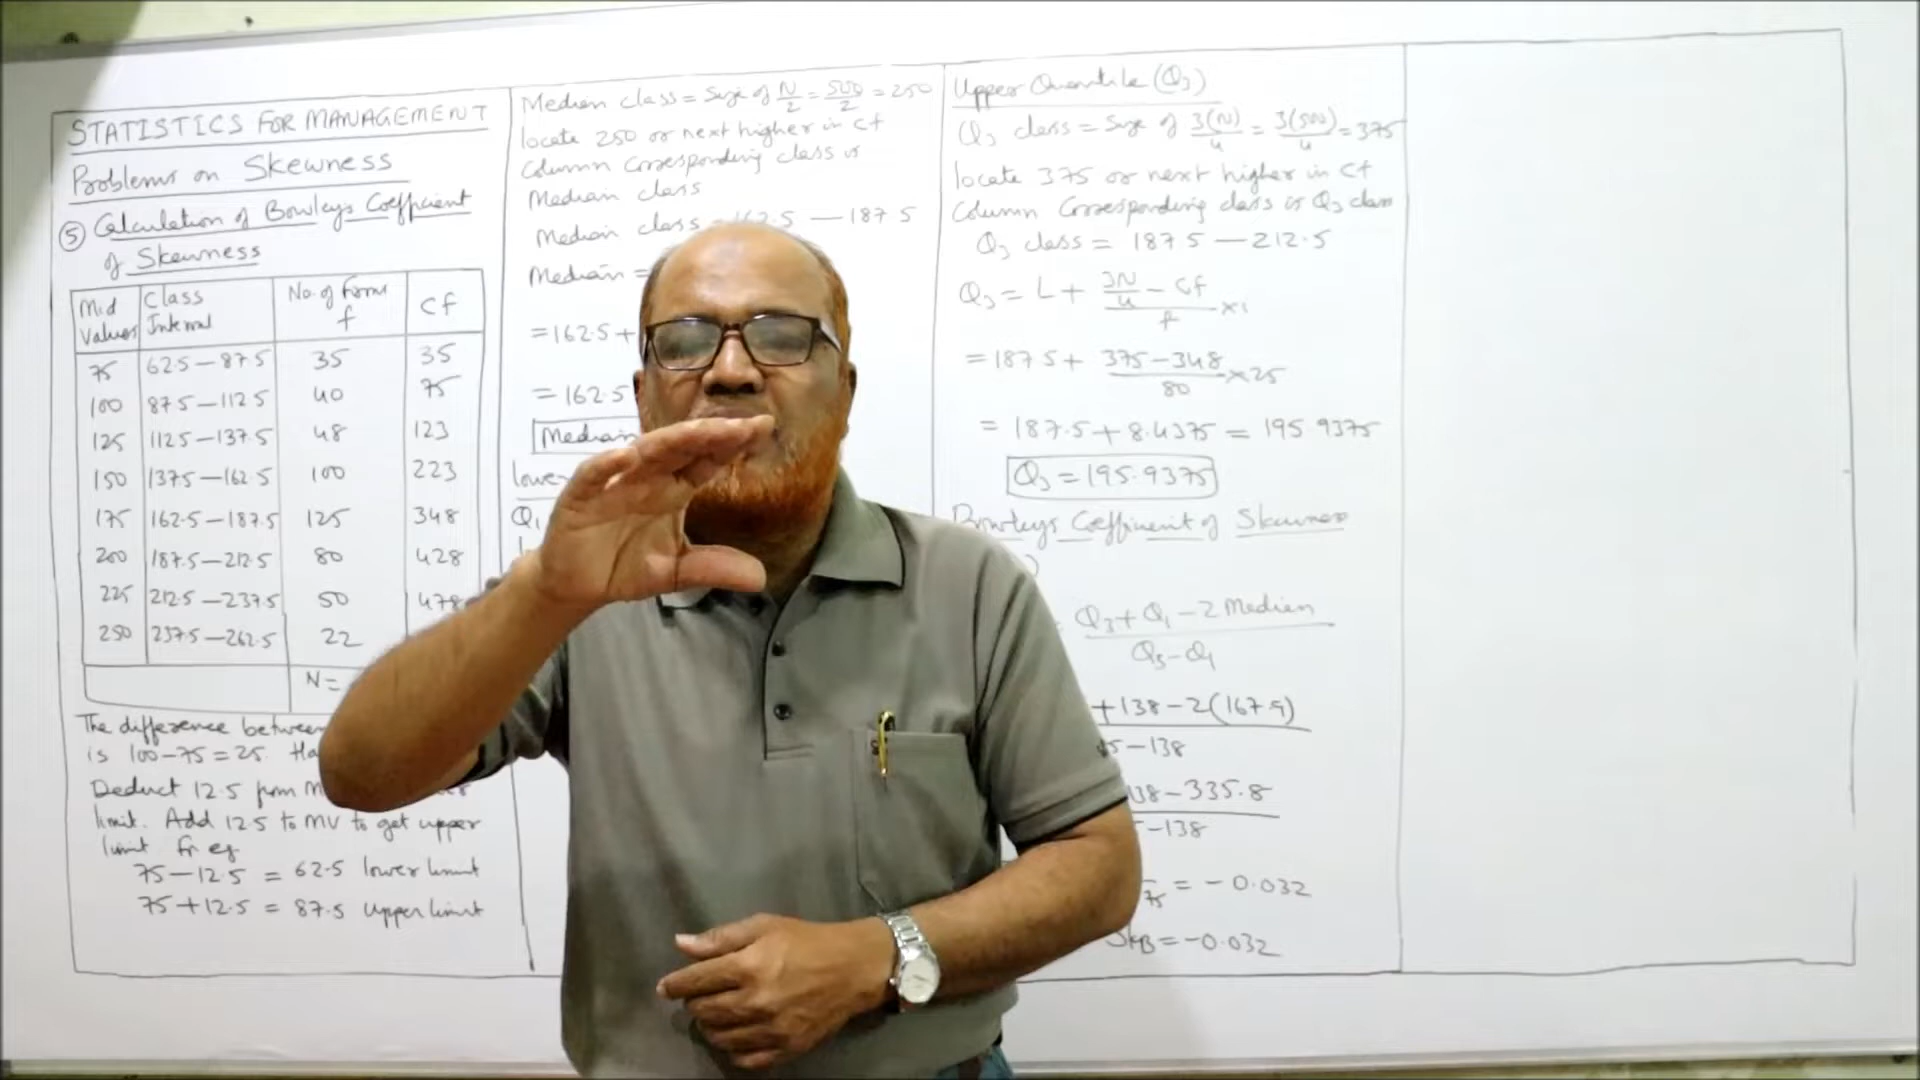 STATISTICS FOR MANAGEMENT
Problems on Skewness
⑤ Calculation of Bowleys Coefficient
of Skewness
Mid Values | Class Interval | No. of forms f | Cf
75 | 62.5 — 87.5 | 35 | 35
100 | 87.5 — 112.5 | 40 | 75
125 | 112.5 — 137.5 | 48 | 123
150 | 137.5 — 162.5 | 100 | 223
175 | 162.5 — 187.5 | 125 | 348
200 | 187.5 — 212.5 | 80 | 428
225 | 212.5 — 237.5 | 50 | 478
250 | 237.5 — 262.5 | 22
N =
The difference between
is 100 - 75 = 25.
Deduct 12.5 from
limit. Add 12.5 to MV to get upper
limit
75 - 12.5 = 62.5 lower limit
75 + 12.5 = 87.5 upper limit
Median class = Size of N/2 = 500/2 = 250
locate 250 or next higher in cf
Column Corresponding class is
Median class
Median class 162.5 — 187.5
Median =
= 162.5 +
= 162.5
Median
lower
Q₁
Upper Quantile (Q₃)
Q₃ class = Size of 3(N)/4 = 3(500)/4 = 375
locate 375 or next higher in cf
Column Corresponding class is Q₃ class
Q₃ class = 187.5 — 212.5
Q₃ = L + (3N/4 - Cf)/f × i
= 187.5 + (375 - 348)/80 × 25
= 187.5 + 8.4375 = 195.9375
Q₃ = 195.9375
Bowleys Coefficient of Skewness
= (Q₃ + Q₁ - 2 Median)/(Q₃ - Q₁)
+ 138 - 2(167.9)
- 138
38 - 335.8
- 138
= - 0.032
SkB = - 0.032